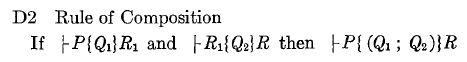 D2 Rule of Composition
If ⊢P{Q₁}R₁ and ⊢R₁{Q₂}R then ⊢P{(Q₁ ; Q₂)}R